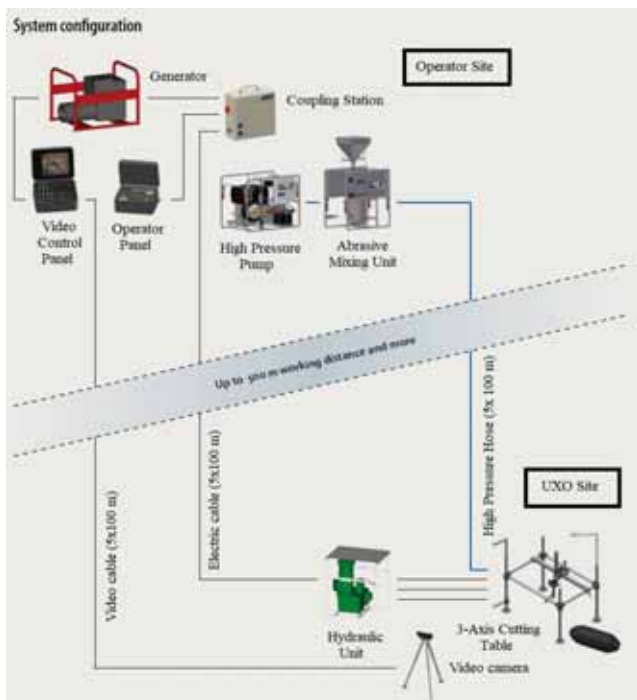 System configuration
Generator
Operator Site
Coupling Station
Video
Control
Panel
Operator
Panel
High Pressure
Pump
Abrasive
Mixing Unit
Up to 500 m working distance and more
Video cable (5x100 m)
Electric cable (5x100 m)
High Pressure Hose (5x 100 m)
UXO Site
Hydraulic
Unit
3-Axis Cutting
Table
Video camera